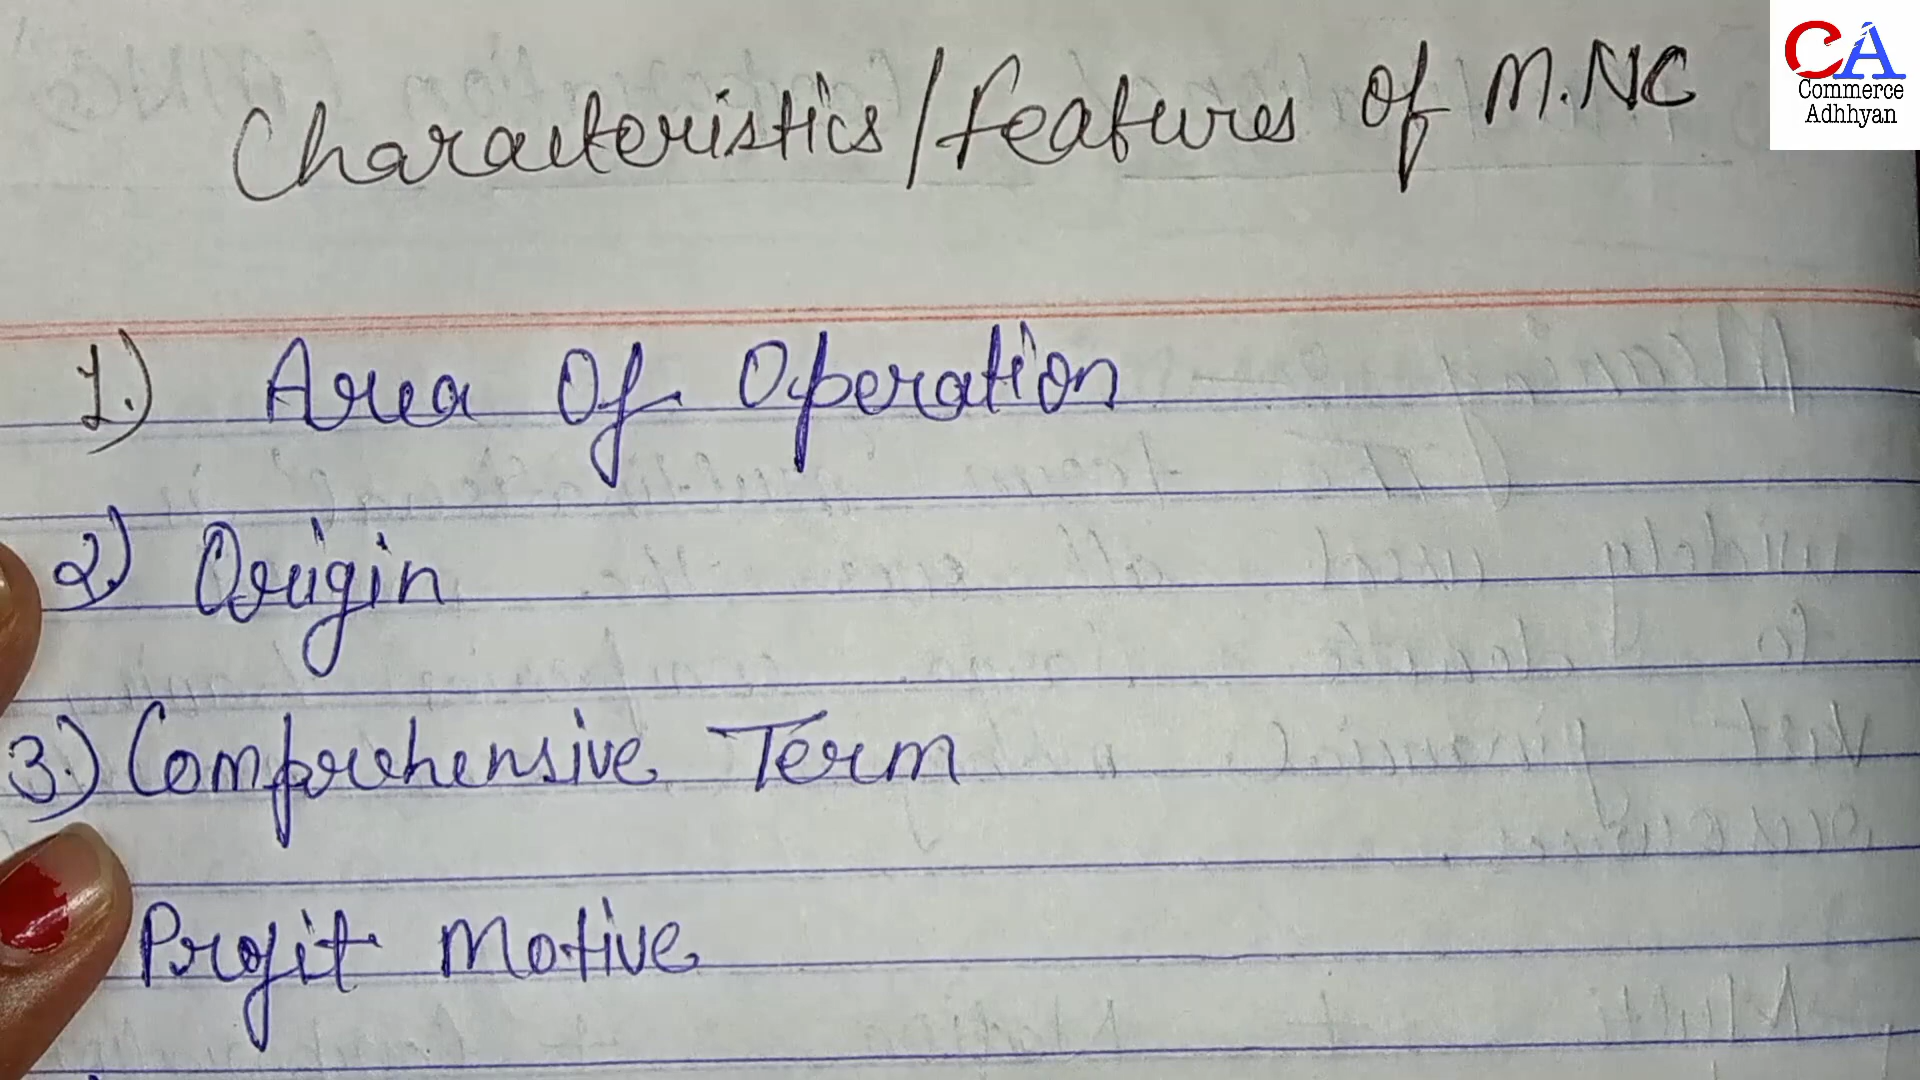 Characteristics/Features Of M.NC
CA
Commerce
Adhhyan
1.) Area Of Operation
2) Origin
3.) Comprehensive Term
Profit Motive